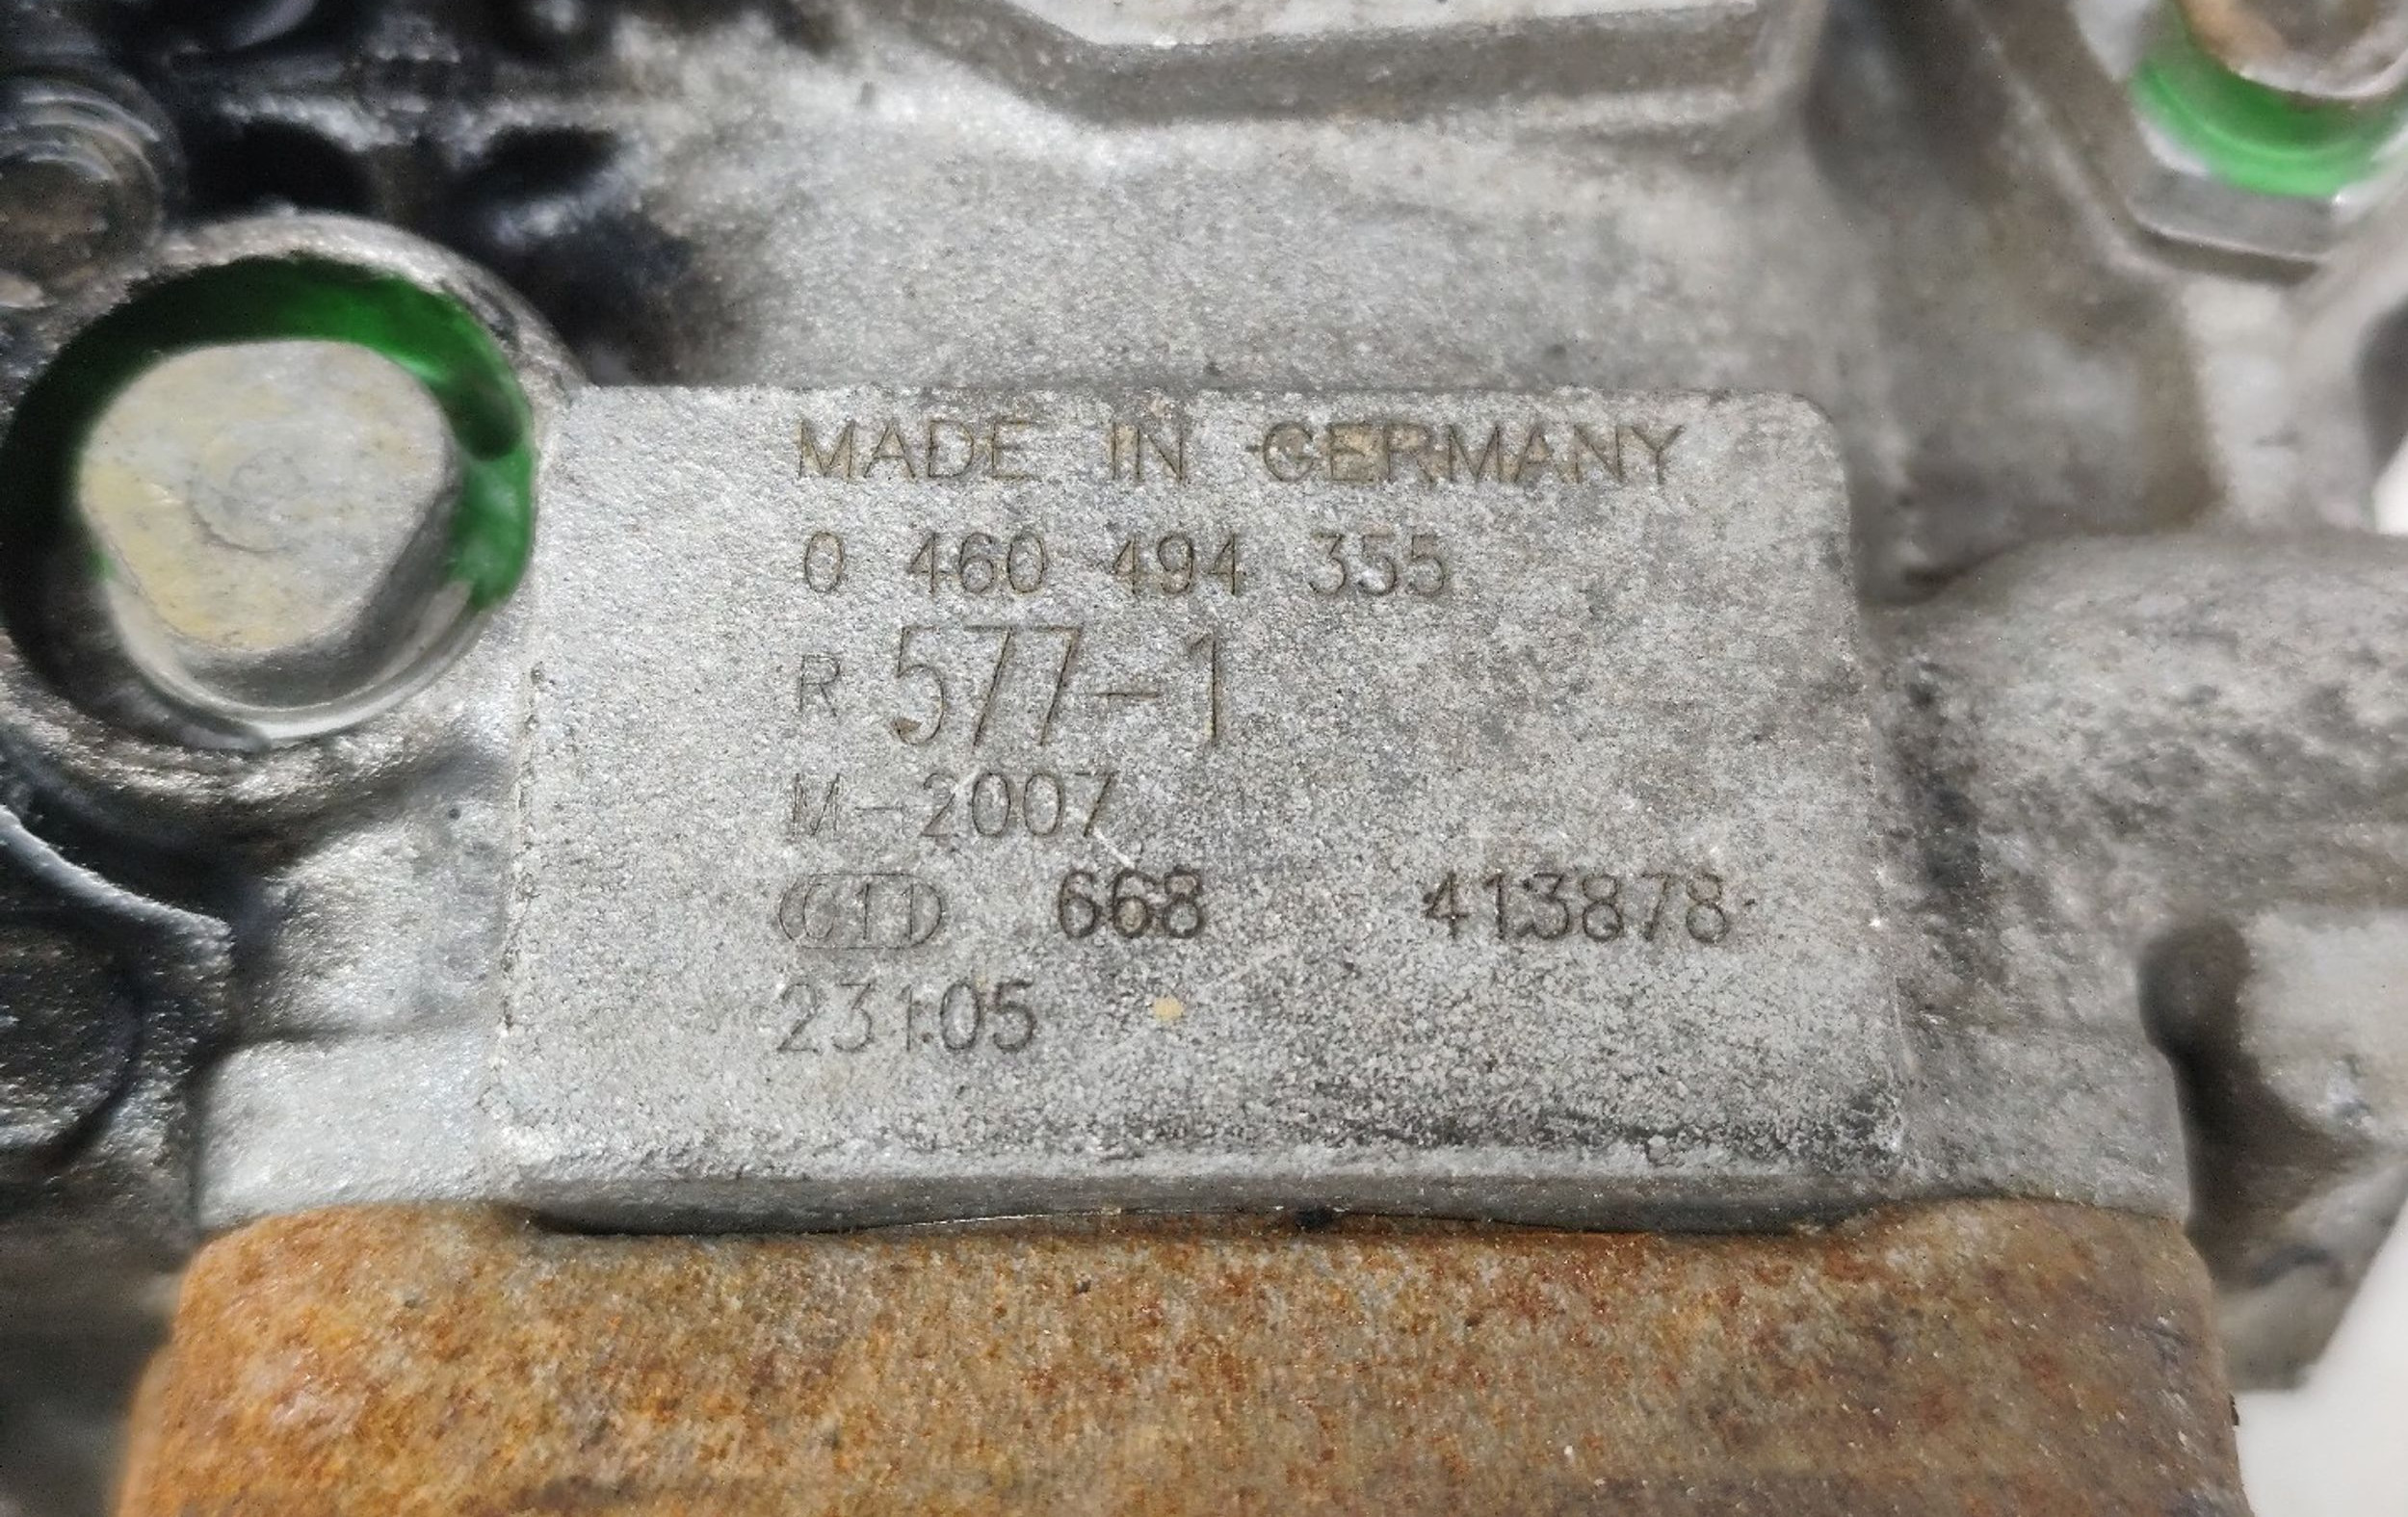 MADE IN GERMANY
0 460 494 355
R 577-1
M-2007
668 413878
23105